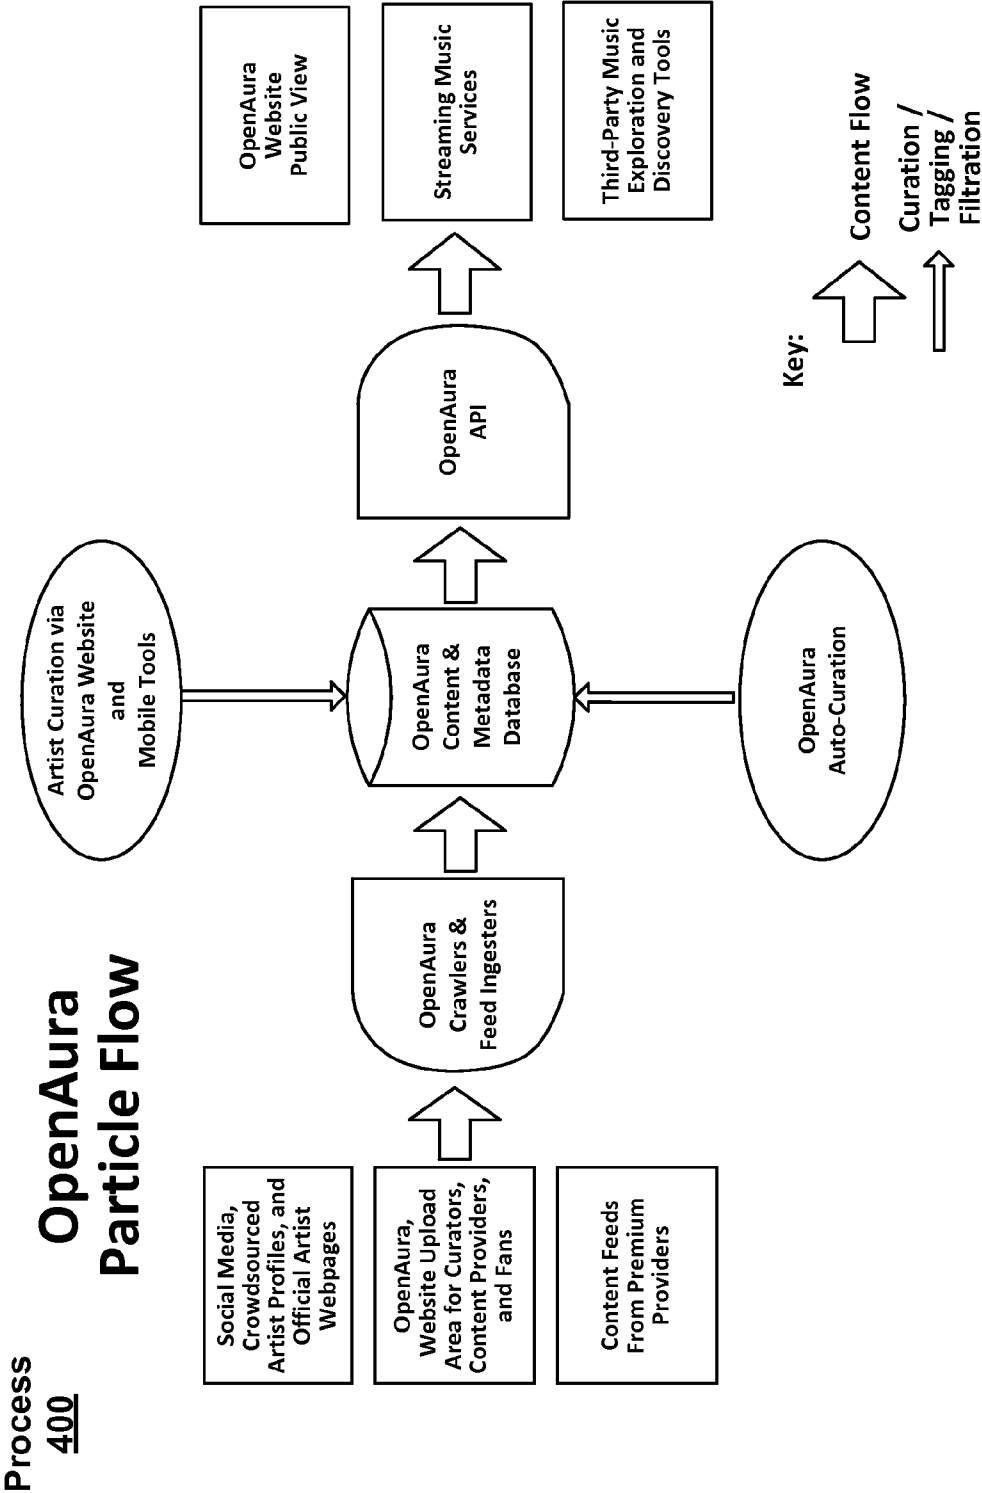 Process
400
OpenAura
Particle Flow
Social Media,
Crowdsourced
Artist Profiles, and
Official Artist
Webpages
OpenAura,
Website Upload
Area for Curators,
Content Providers,
and Fans
Content Feeds
From Premium
Providers
OpenAura
Crawlers &
Feed Ingesters
Artist Curation via
OpenAura Website
and
Mobile Tools
OpenAura
Content &
Metadata
Database
OpenAura
Auto-Curation
OpenAura
API
OpenAura
Website
Public View
Streaming Music
Services
Third-Party Music
Exploration and
Discovery Tools
Key:
Content Flow
Curation /
Tagging /
Filtration